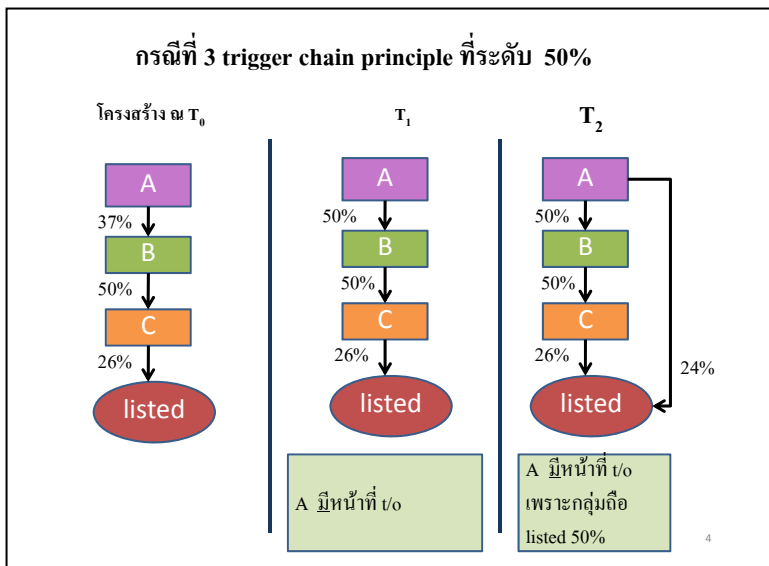 กรณีที่ 3 trigger chain principle ที่ระดับ 50%
โครงสร้าง ณ T0
A
37%
B
50%
C
26%
listed
T1
A
50%
B
50%
C
26%
listed
A มีหน้าที่ t/o
T2
A
50%
B
50%
C
26%
24%
listed
A มีหน้าที่ t/o
เพราะกลุ่มถือ
listed 50%
4